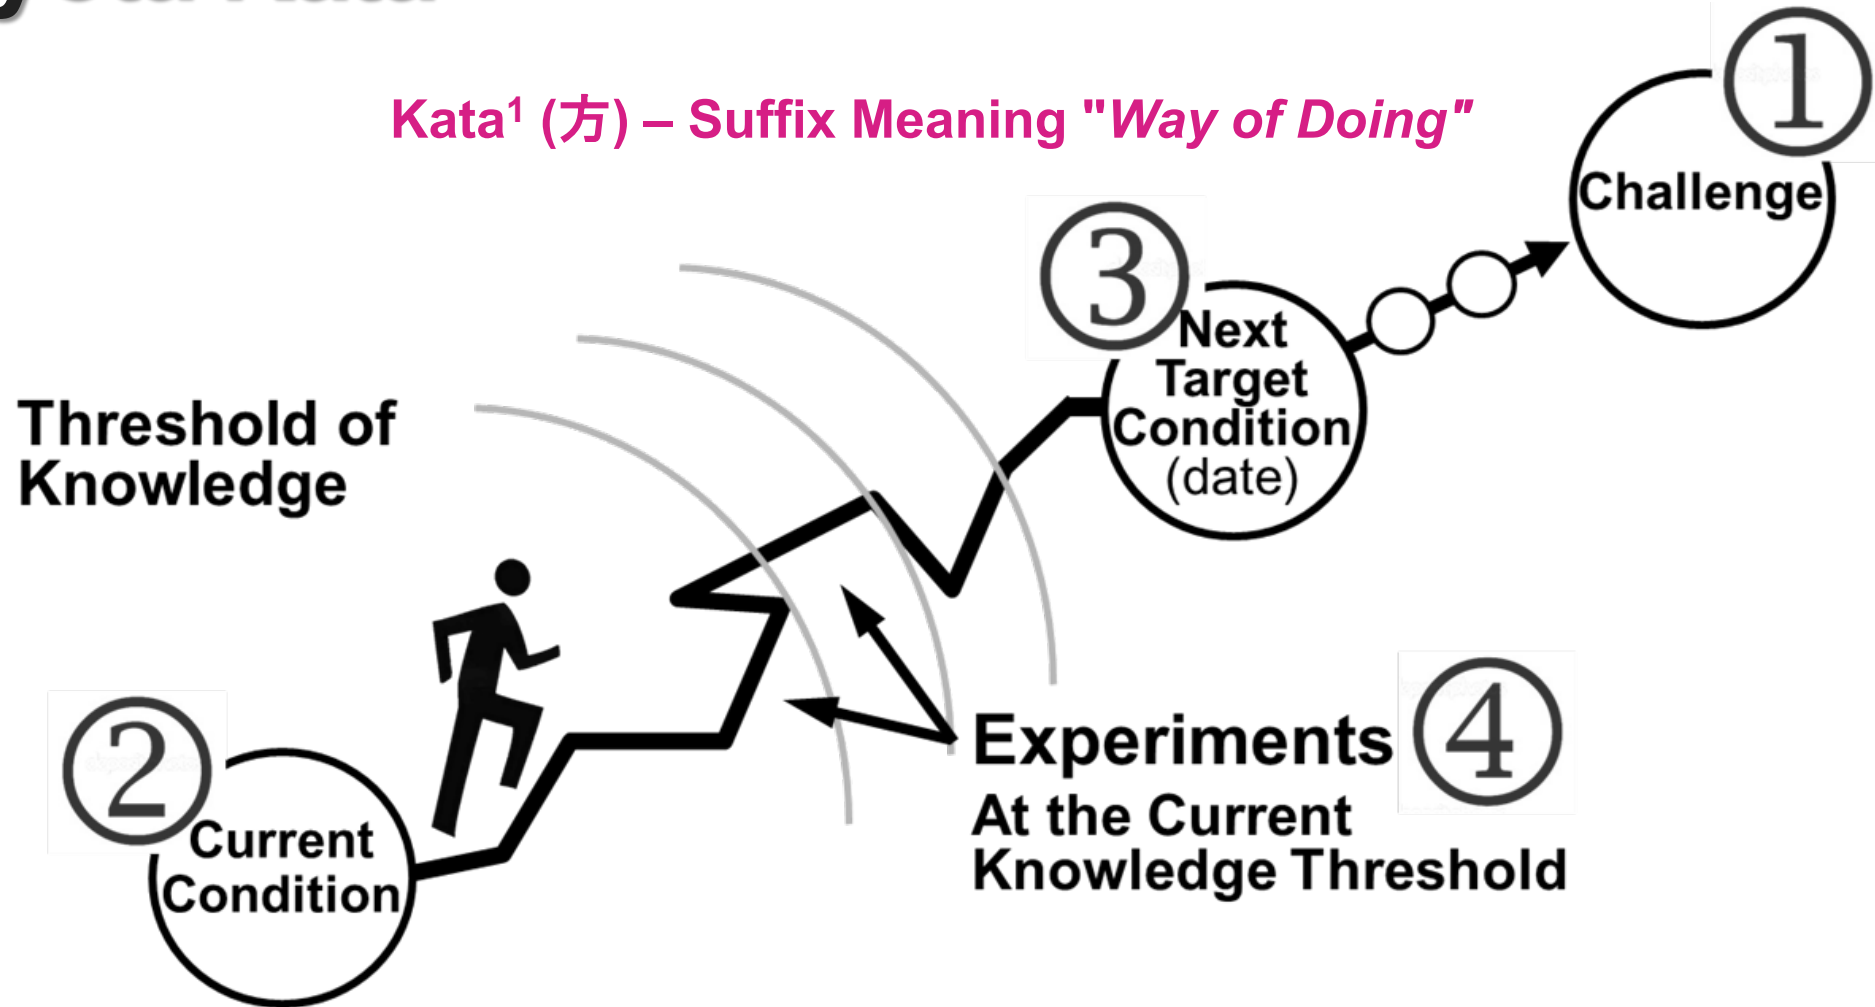 Kata¹ (方) – Suffix Meaning "Way of Doing"
①
Challenge
③
Next
Target
Condition
(date)
Threshold of
Knowledge
②
Current
Condition
Experiments ④
At the Current
Knowledge Threshold